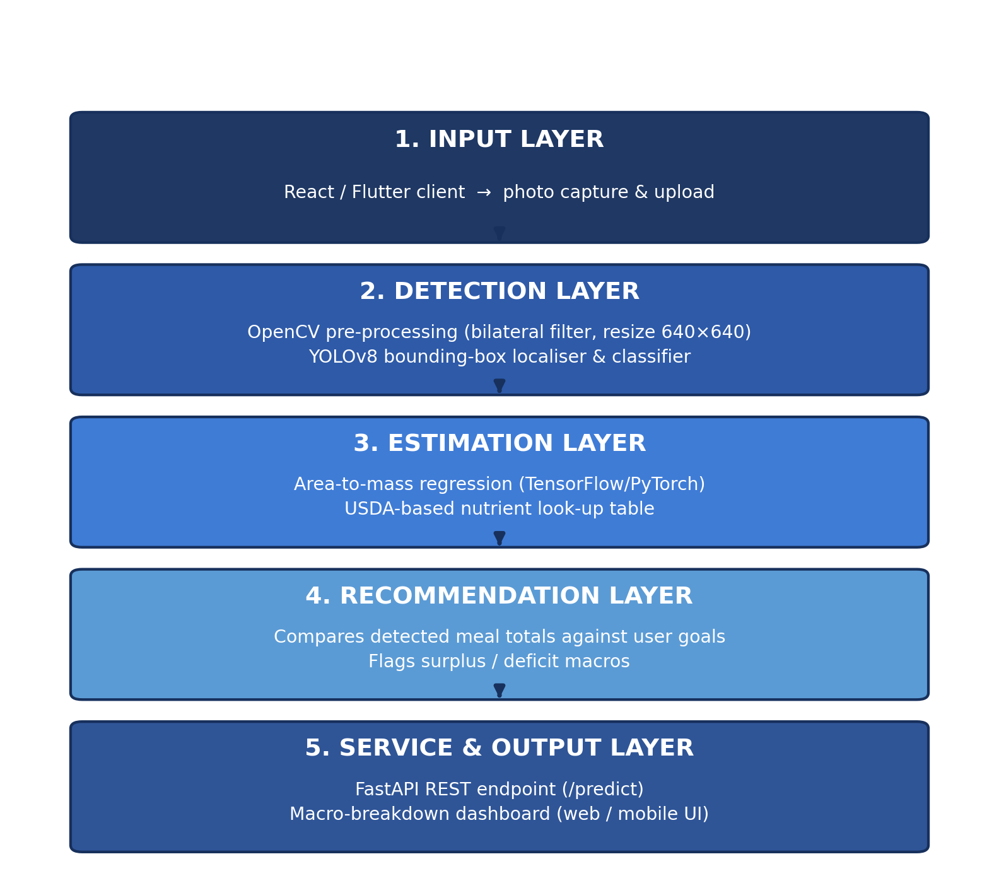 1. INPUT LAYER
React / Flutter client → photo capture & upload
2. DETECTION LAYER
OpenCV pre-processing (bilateral filter, resize 640×640)
YOLOv8 bounding-box localiser & classifier
3. ESTIMATION LAYER
Area-to-mass regression (TensorFlow/PyTorch)
USDA-based nutrient look-up table
4. RECOMMENDATION LAYER
Compares detected meal totals against user goals
Flags surplus / deficit macros
5. SERVICE & OUTPUT LAYER
FastAPI REST endpoint (/predict)
Macro-breakdown dashboard (web / mobile UI)